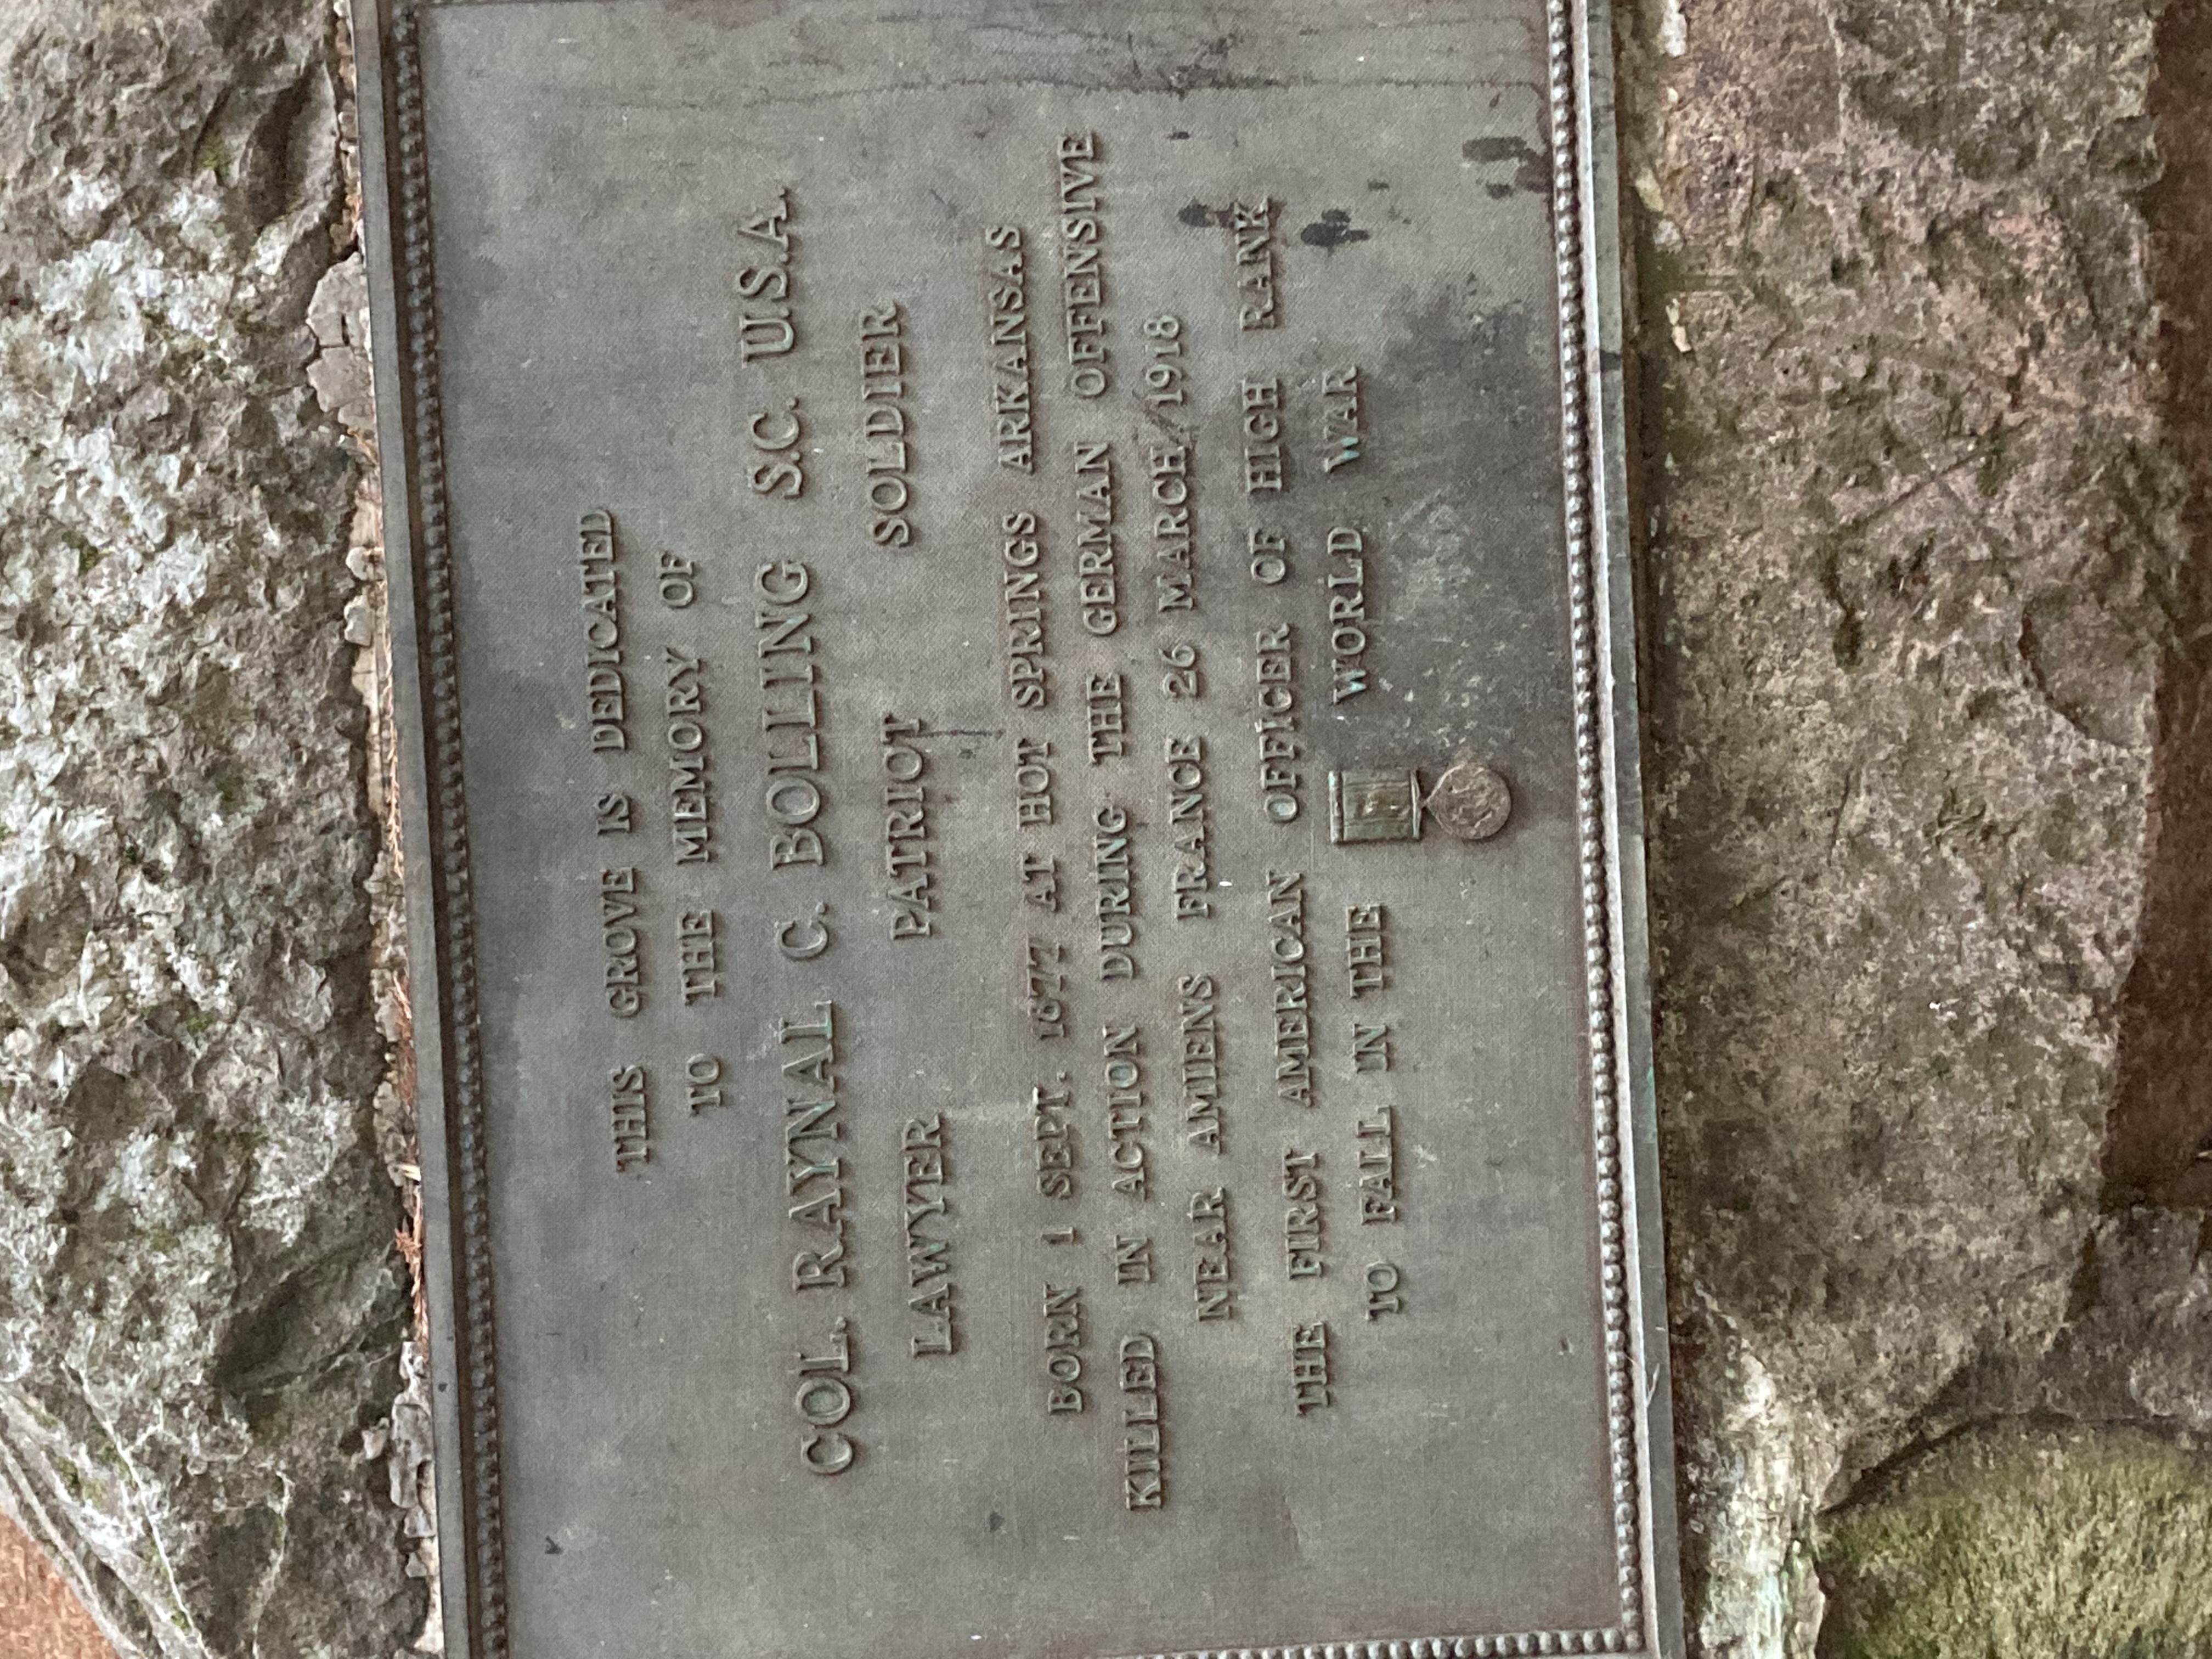 THIS GROVE IS DEDICATED
TO THE MEMORY OF
COL. RAYNAL C. BOLLING S.C. U.S.A.
LAWYER PATRIOT SOLDIER
BORN 1 SEPT. 1877 AT HOT SPRINGS ARKANSAS
KILLED IN ACTION DURING THE GERMAN OFFENSIVE
NEAR AMIENS FRANCE 26 MARCH 1918
THE FIRST AMERICAN OFFICER OF HIGH RANK
TO FALL IN THE WORLD WAR